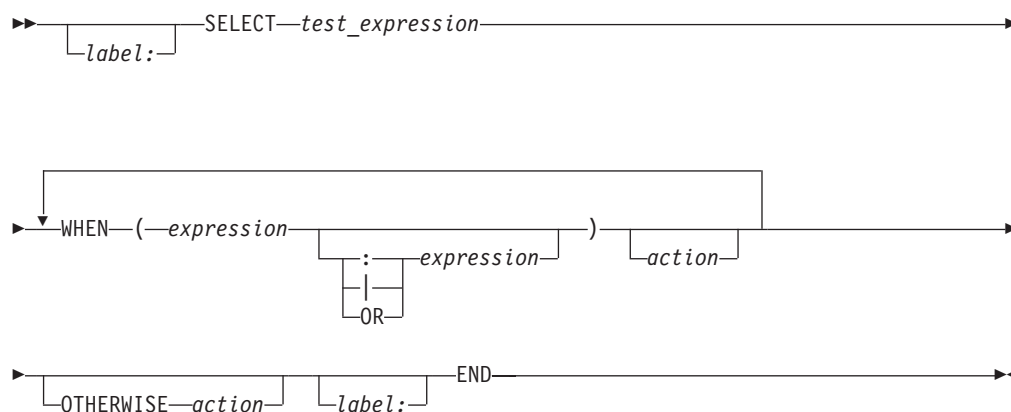 SELECT test_expression
label:
WHEN ( expression )
: expression action
|
OR
END
OTHERWISE action label: